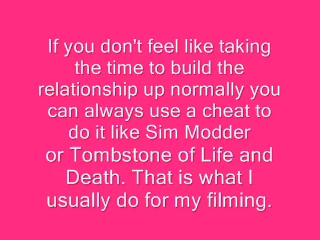 If you don't feel like taking
the time to build the
relationship up normally you
can always use a cheat to
do it like Sim Modder
or Tombstone of Life and
Death. That is what I
usually do for my filming.